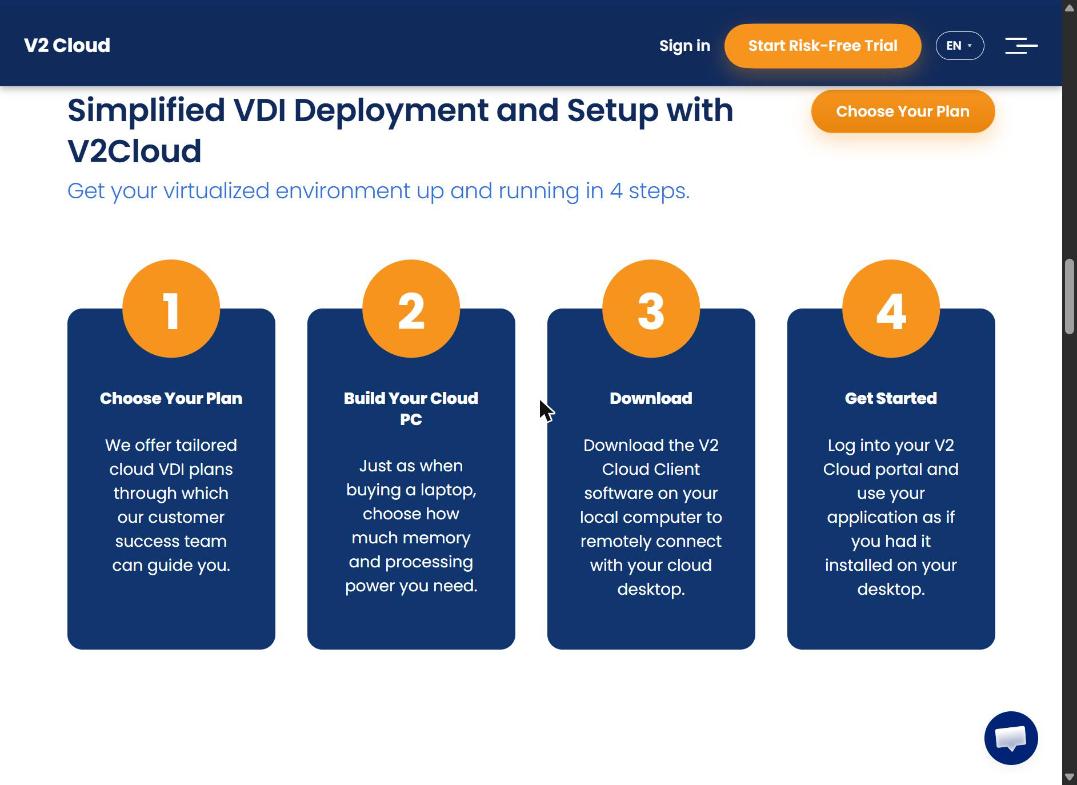 V2 Cloud
Sign in
Start Risk-Free Trial
EN
Simplified VDI Deployment and Setup with
V2Cloud
Choose Your Plan
Get your virtualized environment up and running in 4 steps.
1
Choose Your Plan
We offer tailored
cloud VDI plans
through which
our customer
success team
can guide you.
2
Build Your Cloud
PC
Just as when
buying a laptop,
choose how
much memory
and processing
power you need.
3
Download
Download the V2
Cloud Client
software on your
local computer to
remotely connect
with your cloud
desktop.
4
Get Started
Log into your V2
Cloud portal and
use your
application as if
you had it
installed on your
desktop.